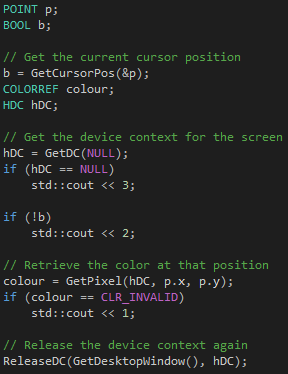 POINT p;
BOOL b;
// Get the current cursor position
b = GetCursorPos(&p);
COLORREF colour;
HDC hDC;
// Get the device context for the screen
hDC = GetDC(NULL);
if (hDC == NULL)
    std::cout << 3;
if (!b)
    std::cout << 2;
// Retrieve the color at that position
colour = GetPixel(hDC, p.x, p.y);
if (colour == CLR_INVALID)
    std::cout << 1;
// Release the device context again
ReleaseDC(GetDesktopWindow(), hDC);